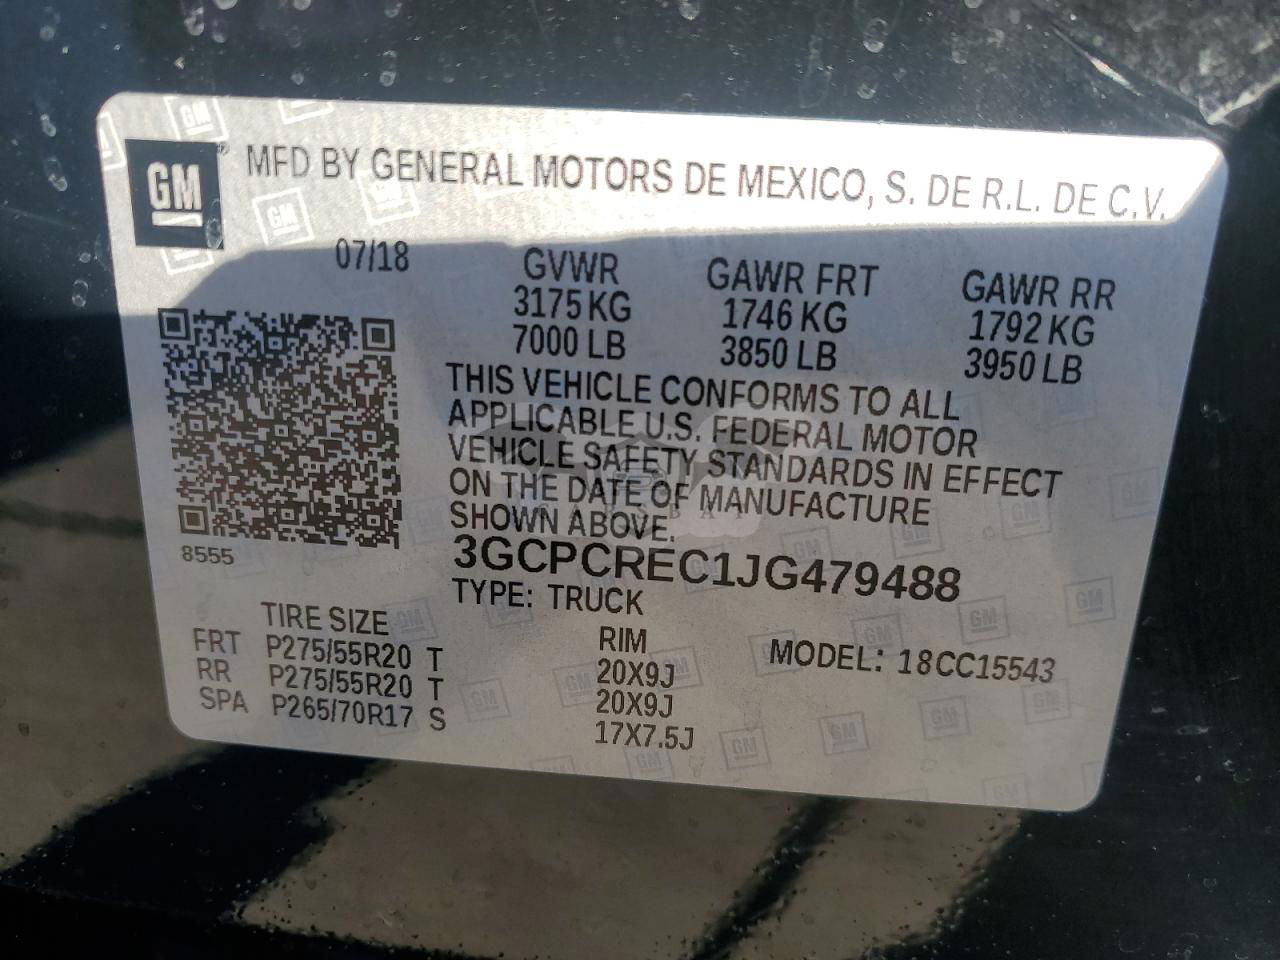 GM MFD BY GENERAL MOTORS DE MEXICO, S. DE R.L. DE C.V.
07/18
GVWR GAWR FRT GAWR RR
3175 KG 1746 KG 1792 KG
7000 LB 3850 LB 3950 LB
THIS VEHICLE CONFORMS TO ALL
APPLICABLE U.S. FEDERAL MOTOR
VEHICLE SAFETY STANDARDS IN EFFECT
ON THE DATE OF MANUFACTURE
SHOWN ABOVE.
8555
3GCPCREC1JG479488
TYPE: TRUCK
TIRE SIZE RIM
FRT P275/55R20 T 20X9J
RR P275/55R20 T 20X9J
SPA P265/70R17 S 17X7.5J
MODEL: 18CC15543